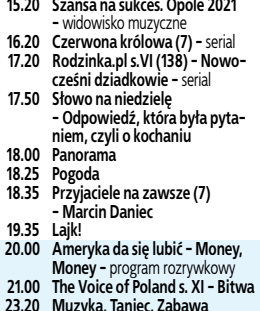 15.20 Szansa na sukces. Opole 2021
– widowisko muzyczne
16.20 Czerwona królowa (7) – serial
17.20 Rodzinka.pl s.VI (138) – Nowo-
cześni dziadkowie – serial
17.50 Słowo na niedzielę
– Odpowiedź, która była pyta-
niem, czyli o kochaniu
18.00 Panorama
18.25 Pogoda
18.35 Przyjaciele na zawsze (7)
– Marcin Daniec
19.35 Lajk!
20.00 Ameryka da się lubić – Money,
Money – program rozrywkowy
21.00 The Voice of Poland s. XI – Bitwa
23.20 Muzyka. Taniec. Zabawa